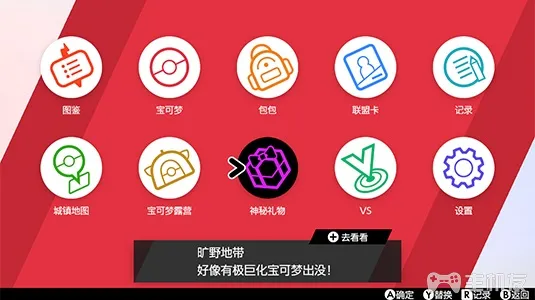 图鉴
宝可梦
包包
联盟卡
记录
城镇地图
宝可梦露营
神秘礼物
VS
设置
+去看看
旷野地带
好像有极巨化宝可梦出没！
A确定 Y替换 R记录 B返回
手机友